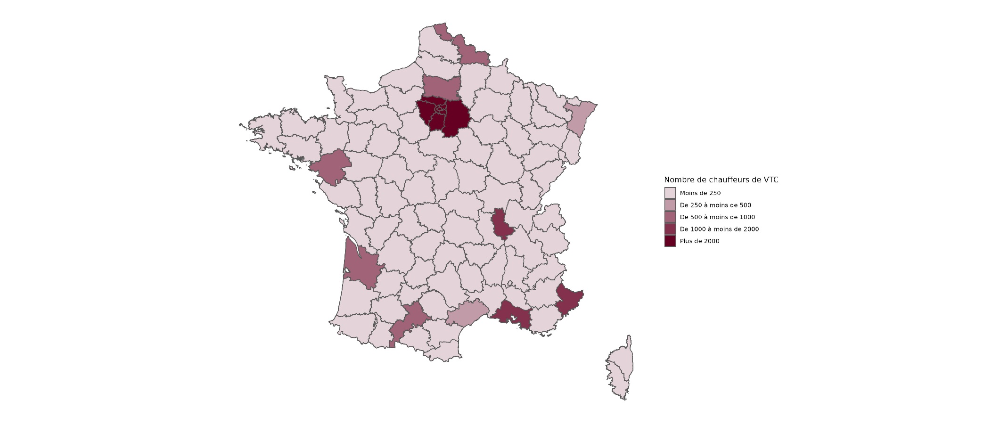 Nombre de chauffeurs de VTC
Moins de 250
De 250 à moins de 500
De 500 à moins de 1000
De 1000 à moins de 2000
Plus de 2000